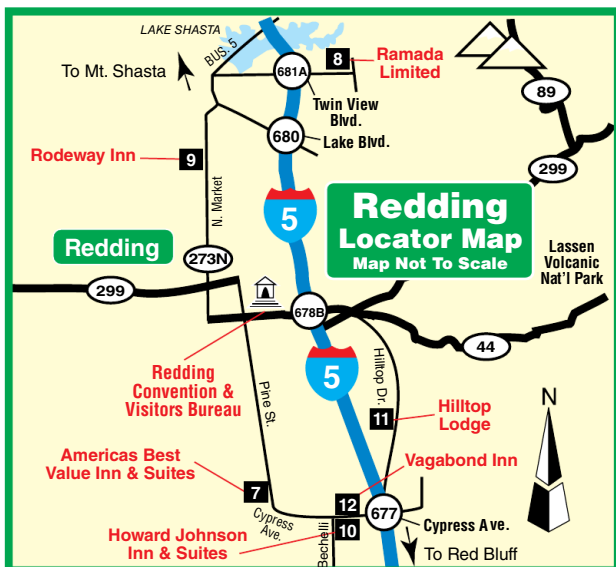 LAKE SHASTA
BUS. 5
To Mt. Shasta
681A
8
Ramada
Limited
Twin View
Blvd.
89
680
Lake Blvd.
Rodeway Inn
9
299
N. Market
5
Redding
Locator Map
Map Not To Scale
Redding
273N
Lassen
Volcanic
Nat'l Park
299
678B
44
Redding
Convention &
Visitors Bureau
Pine St.
5
Hilltop Dr.
11
Hilltop
Lodge
N
Americas Best
Value Inn & Suites
7
Vagabond Inn
12
677
Cypress
Ave.
Cypress Ave.
Howard Johnson
Inn & Suites
10
Bechelli
To Red Bluff